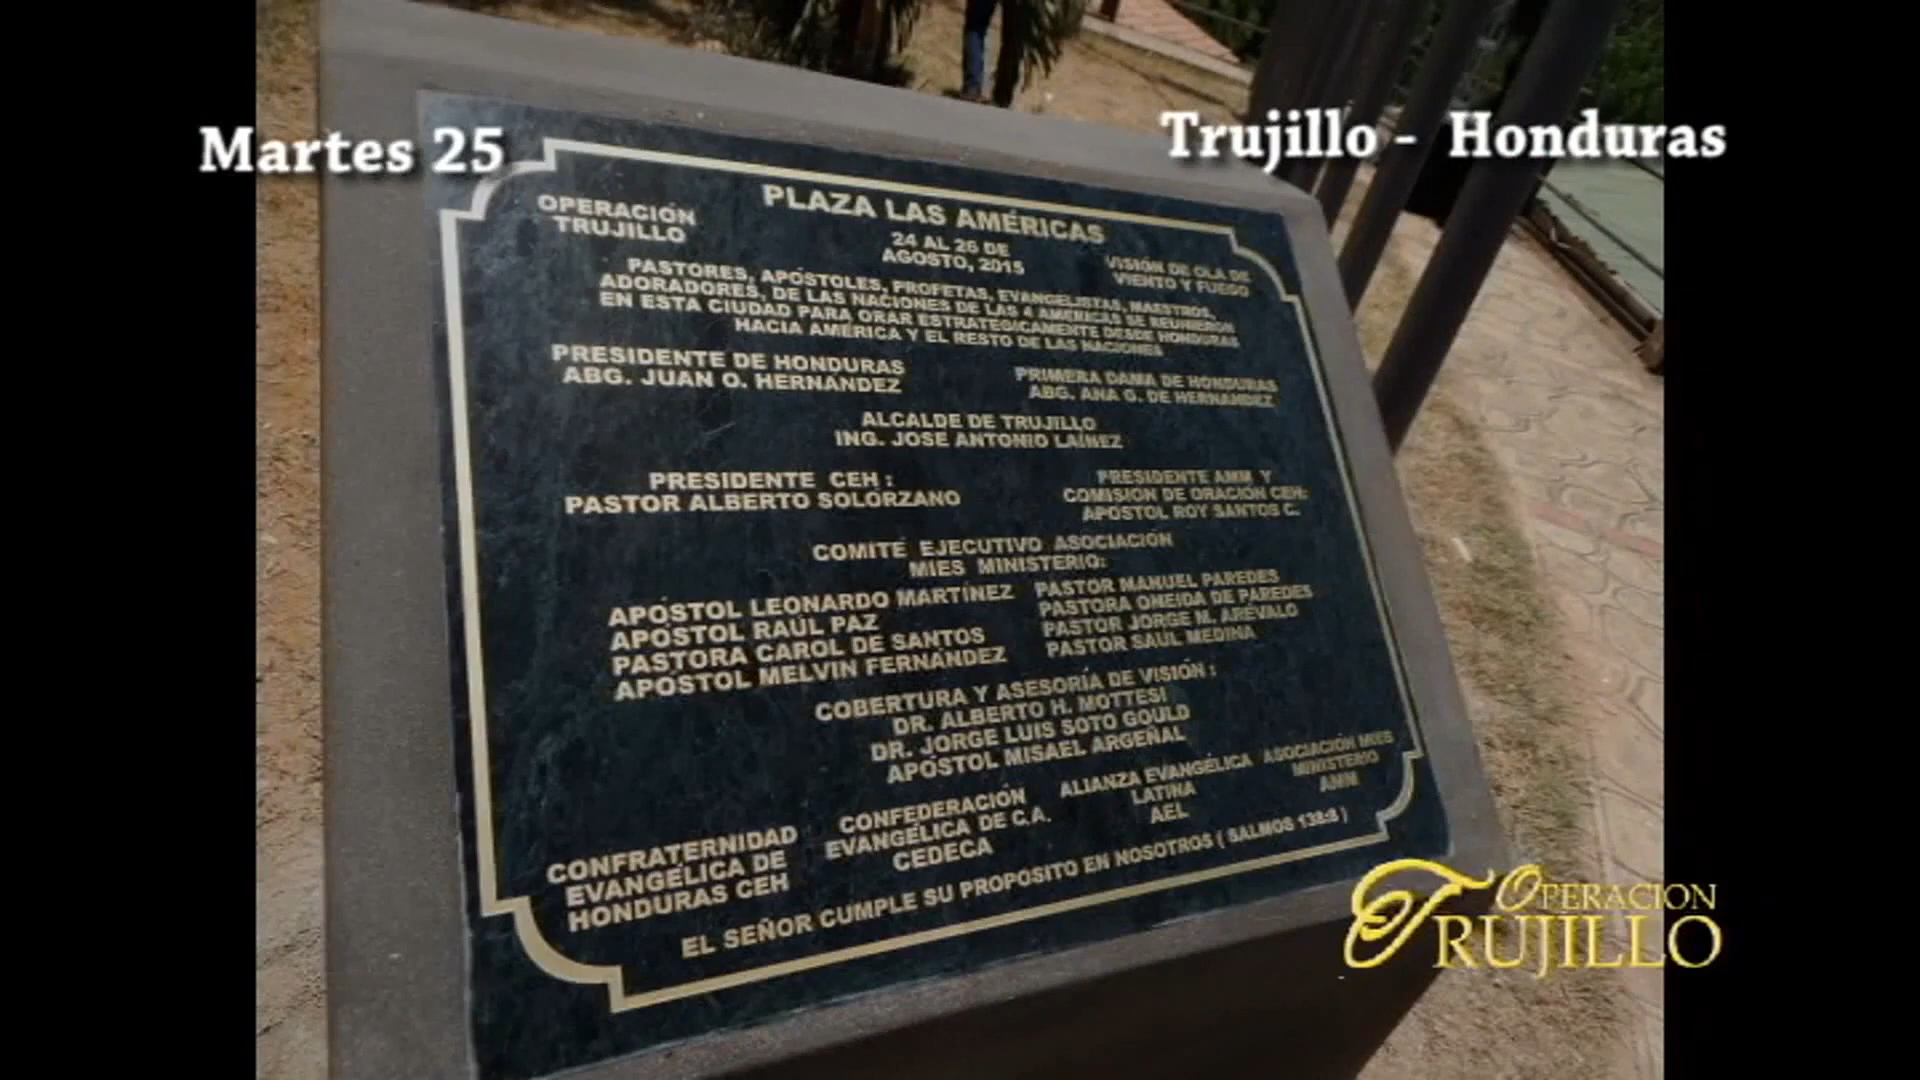 Martes 25
Trujillo - Honduras
PLAZA LAS AMÉRICAS
OPERACIÓN
TRUJILLO
24 AL 26 DE
AGOSTO, 2015
VISIÓN DE OLA DE
VIENTO Y FUEGO
PASTORES, APÓSTOLES, PROFETAS, EVANGELISTAS, MAESTROS,
ADORADORES, DE LAS NACIONES DE LAS 4 AMÉRICAS SE REUNIERON
EN ESTA CIUDAD PARA ORAR ESTRATEGICAMENTE DESDE HONDURAS
HACIA AMÉRICA Y EL RESTO DE LAS NACIONES
PRESIDENTE DE HONDURAS
ABG. JUAN O. HERNÁNDEZ
PRIMERA DAMA DE HONDURAS
ABG. ANA G. DE HERNÁNDEZ
ALCALDE DE TRUJILLO
ING. JOSE ANTONIO LAÍNEZ
PRESIDENTE CEH :
PASTOR ALBERTO SOLÓRZANO
PRESIDENTE AMM Y
COMISIÓN DE ORACIÓN CEH:
APÓSTOL ROY SANTOS C.
COMITÉ EJECUTIVO ASOCIACIÓN
MIES MINISTERIO:
APÓSTOL LEONARDO MARTÍNEZ
APÓSTOL RAÚL PAZ
PASTORA CAROL DE SANTOS
APÓSTOL MELVIN FERNÁNDEZ
PASTOR MANUEL PAREDES
PASTORA ONEIDA DE PAREDES
PASTOR JORGE M. ARÉVALO
PASTOR SAUL MEDINA
COBERTURA Y ASESORÍA DE VISIÓN :
DR. ALBERTO H. MOTTESI
DR. JORGE LUIS SOTO GOULD
APÓSTOL MISAEL ARGEÑAL
CONFRATERNIDAD
EVANGÉLICA DE
HONDURAS CEH
CONFEDERACIÓN
EVANGÉLICA DE C.A.
CEDECA
ALIANZA EVANGÉLICA
LATINA
AEL
ASOCIACIÓN MIES
MINISTERIO
AMM
EL SEÑOR CUMPLE SU PROPÓSITO EN NOSOTROS ( SALMOS 138:8 )
OPERACION
TRUJILLO